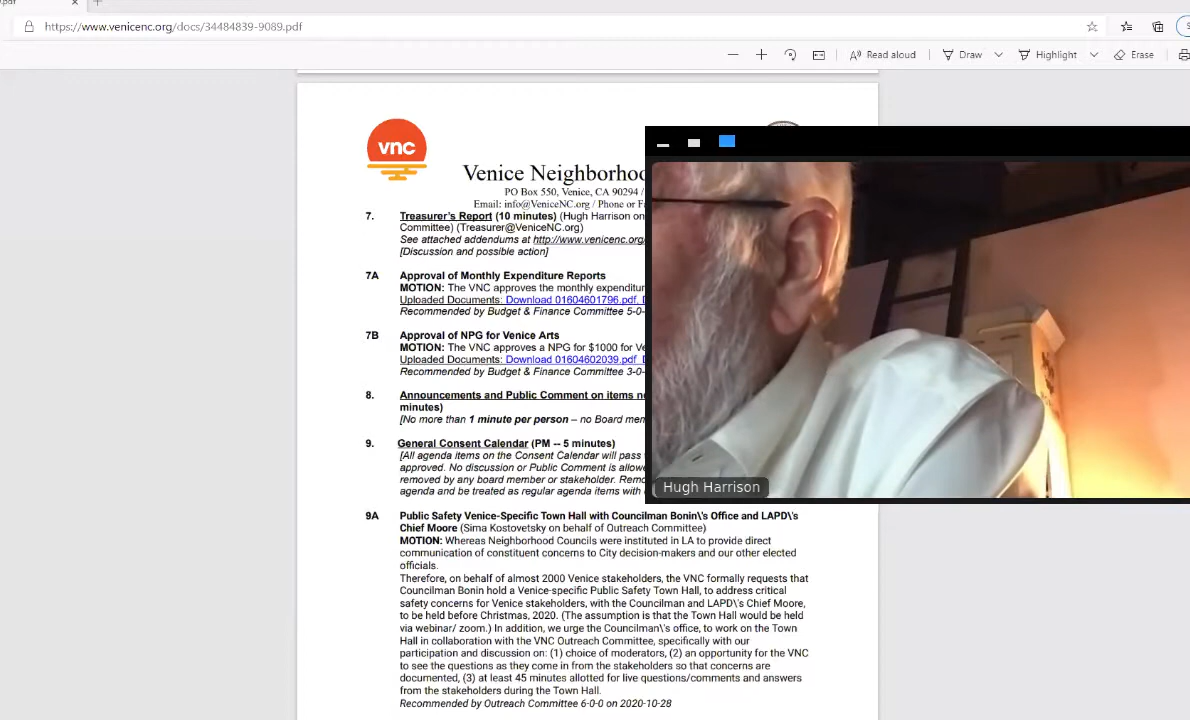 .pdf
https://www.venicenc.org/docs/34484839-9089.pdf
Read aloud
Draw
Highlight
Erase
vnc
Venice Neighborhoo
PO Box 550, Venice, CA 90294 /
Email: info@VeniceNC.org / Phone or F
7. Treasurer's Report (10 minutes) (Hugh Harrison on
Committee) (Treasurer@VeniceNC.org)
See attached addendums at http://www.venicenc.org/
[Discussion and possible action]
7A Approval of Monthly Expenditure Reports
MOTION: The VNC approves the monthly expenditur
Uploaded Documents: Download 01604601796.pdf,
Recommended by Budget & Finance Committee 5-0-
7B Approval of NPG for Venice Arts
MOTION: The VNC approves a NPG for $1000 for Ve
Uploaded Documents: Download 01604602039.pdf
Recommended by Budget & Finance Committee 3-0-
8. Announcements and Public Comment on items no
minutes)
[No more than 1 minute per person – no Board mem
9. General Consent Calendar (PM -- 5 minutes)
[All agenda items on the Consent Calendar will pass
approved. No discussion or Public Comment is allowe
removed by any board member or stakeholder. Remo
agenda and be treated as regular agenda items with
9A Public Safety Venice-Specific Town Hall with Councilman Bonin\'s Office and LAPD\'s
Chief Moore (Sima Kostovetsky on behalf of Outreach Committee)
MOTION: Whereas Neighborhood Councils were instituted in LA to provide direct
communication of constituent concerns to City decision-makers and our other elected
officials.
Therefore, on behalf of almost 2000 Venice stakeholders, the VNC formally requests that
Councilman Bonin hold a Venice-specific Public Safety Town Hall, to address critical
safety concerns for Venice stakeholders, with the Councilman and LAPD\'s Chief Moore,
to be held before Christmas, 2020. (The assumption is that the Town Hall would be held
via webinar/ zoom.) In addition, we urge the Councilman\'s office, to work on the Town
Hall in collaboration with the VNC Outreach Committee, specifically with our
participation and discussion on: (1) choice of moderators, (2) an opportunity for the VNC
to see the questions as they come in from the stakeholders so that concerns are
documented, (3) at least 45 minutes allotted for live questions/comments and answers
from the stakeholders during the Town Hall.
Recommended by Outreach Committee 6-0-0 on 2020-10-28
Hugh Harrison